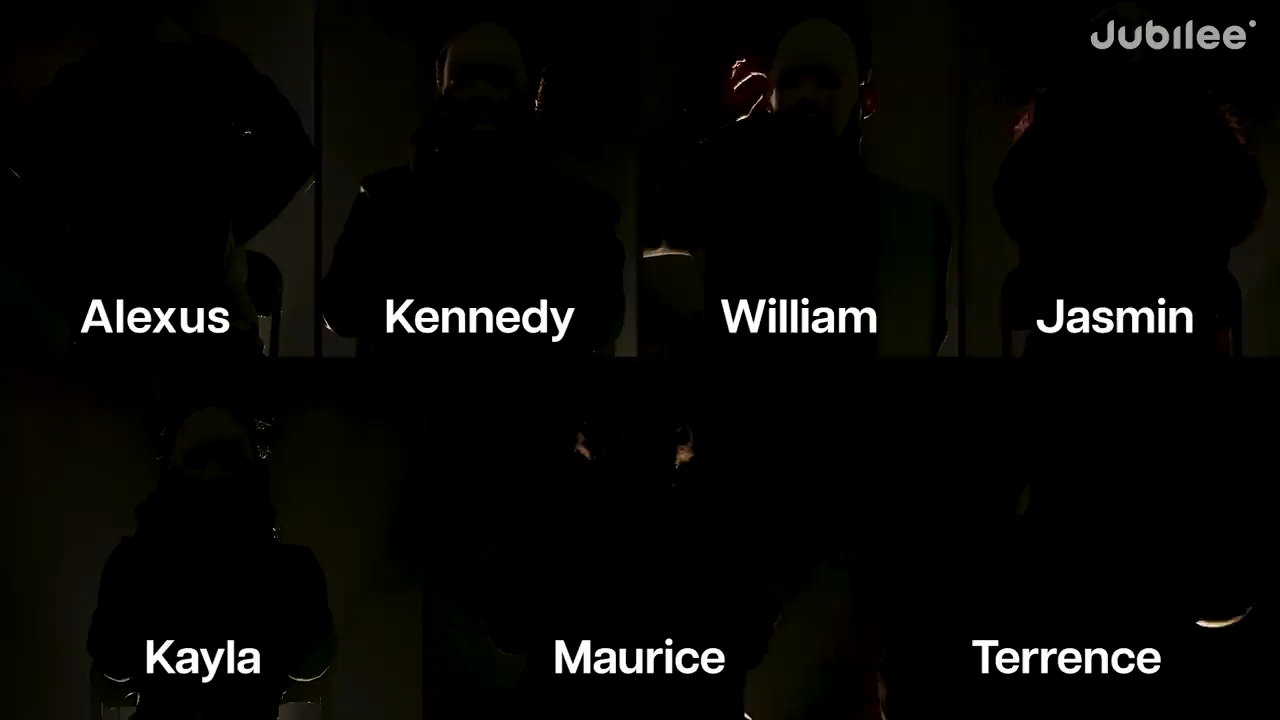 Jubilee
Alexus
Kennedy
William
Jasmin
Kayla
Maurice
Terrence